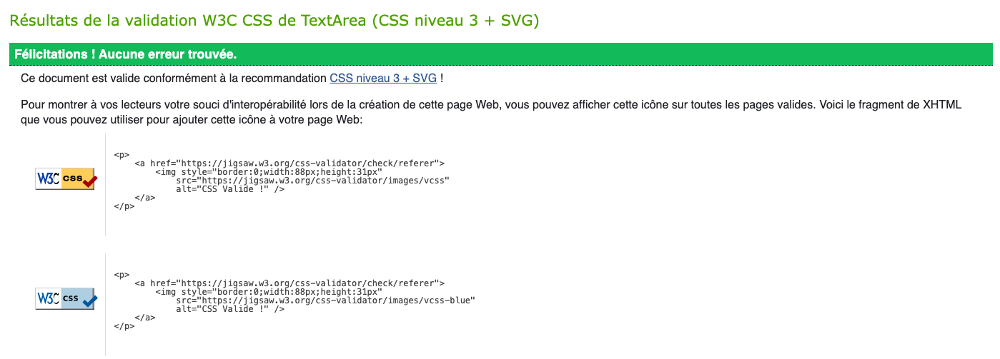 Résultats de la validation W3C CSS de TextArea (CSS niveau 3 + SVG)
Félicitations ! Aucune erreur trouvée.
Ce document est valide conformément à la recommandation CSS niveau 3 + SVG !
Pour montrer à vos lecteurs votre souci d'interopérabilité lors de la création de cette page Web, vous pouvez afficher cette icône sur toutes les pages valides. Voici le fragment de XHTML
que vous pouvez utiliser pour ajouter cette icône à votre page Web:
<p>
<a href="https://jigsaw.w3.org/css-validator/check/referer">
<img style="border:0;width:88px;height:31px"
W3C css
src="https://jigsaw.w3.org/css-validator/images/vcss"
alt="CSS Valide !" />
</a>
</p>
<p>
<a href="https://jigsaw.w3.org/css-validator/check/referer">
<img style="border:0;width:88px;height:31px"
W3C css
src="https://jigsaw.w3.org/css-validator/images/vcss-blue"
alt="CSS Valide !" />
</a>
</p>